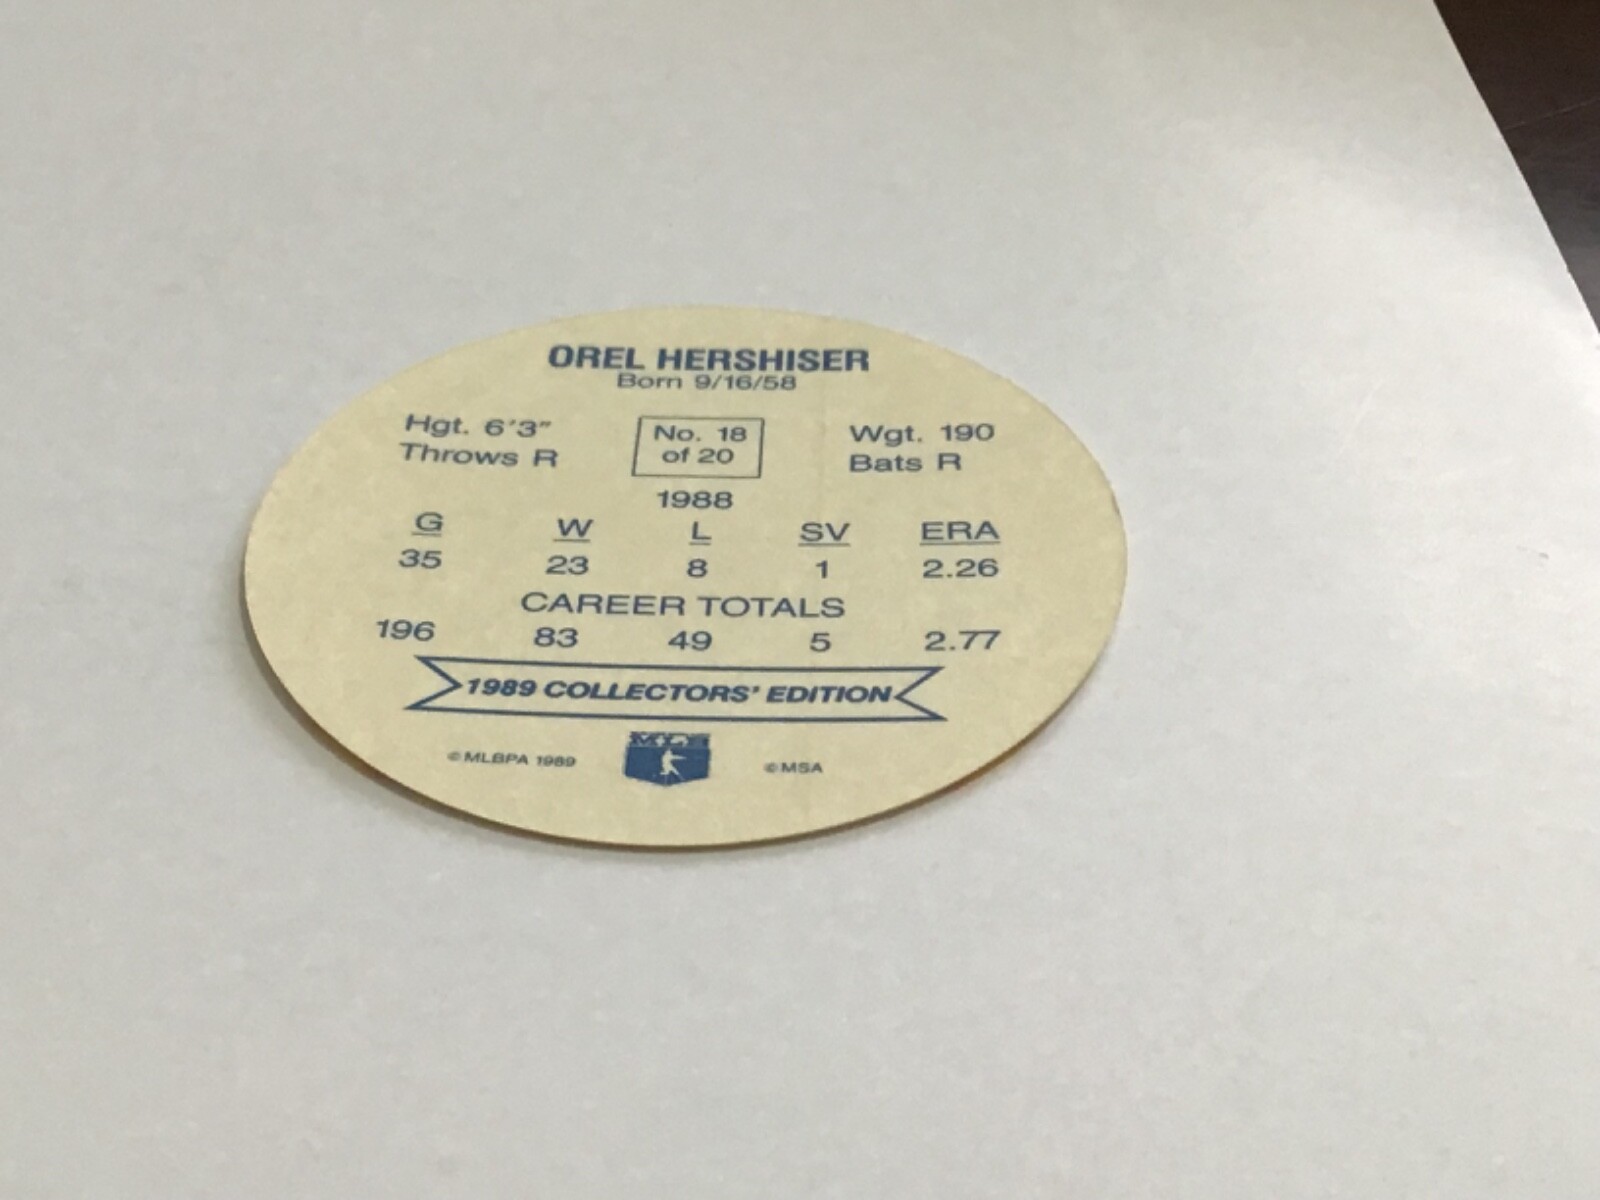 OREL HERSHISER
Born 9/16/58
Hgt. 6'3" No. 18 Wgt. 190
Throws R of 20 Bats R
1988
G W L SV ERA
35 23 8 1 2.26
CAREER TOTALS
196 83 49 5 2.77
1989 COLLECTORS' EDITION
©MLBPA 1989 ©MSA